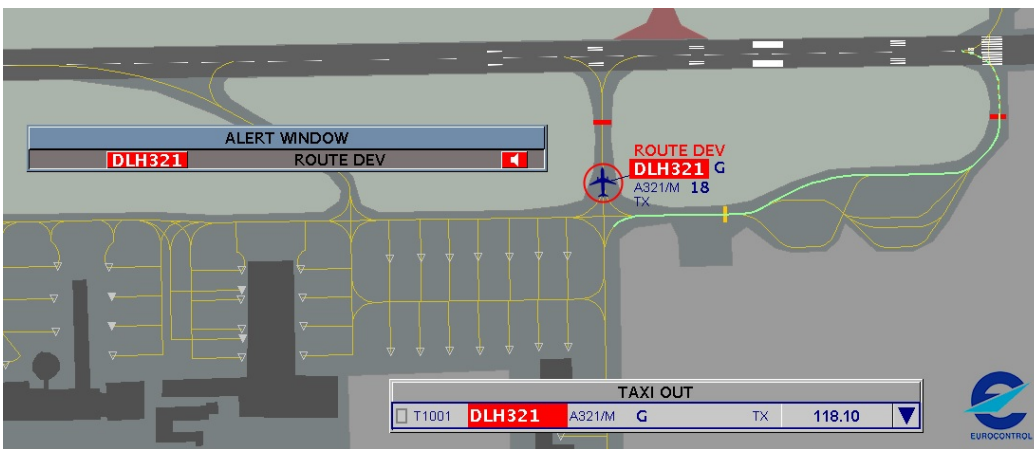 ALERT WINDOW
DLH321 ROUTE DEV
ROUTE DEV
DLH321 G
A321/M 18
TX
TAXI OUT
T1001 DLH321 A321/M G TX 118.10
EUROCONTROL